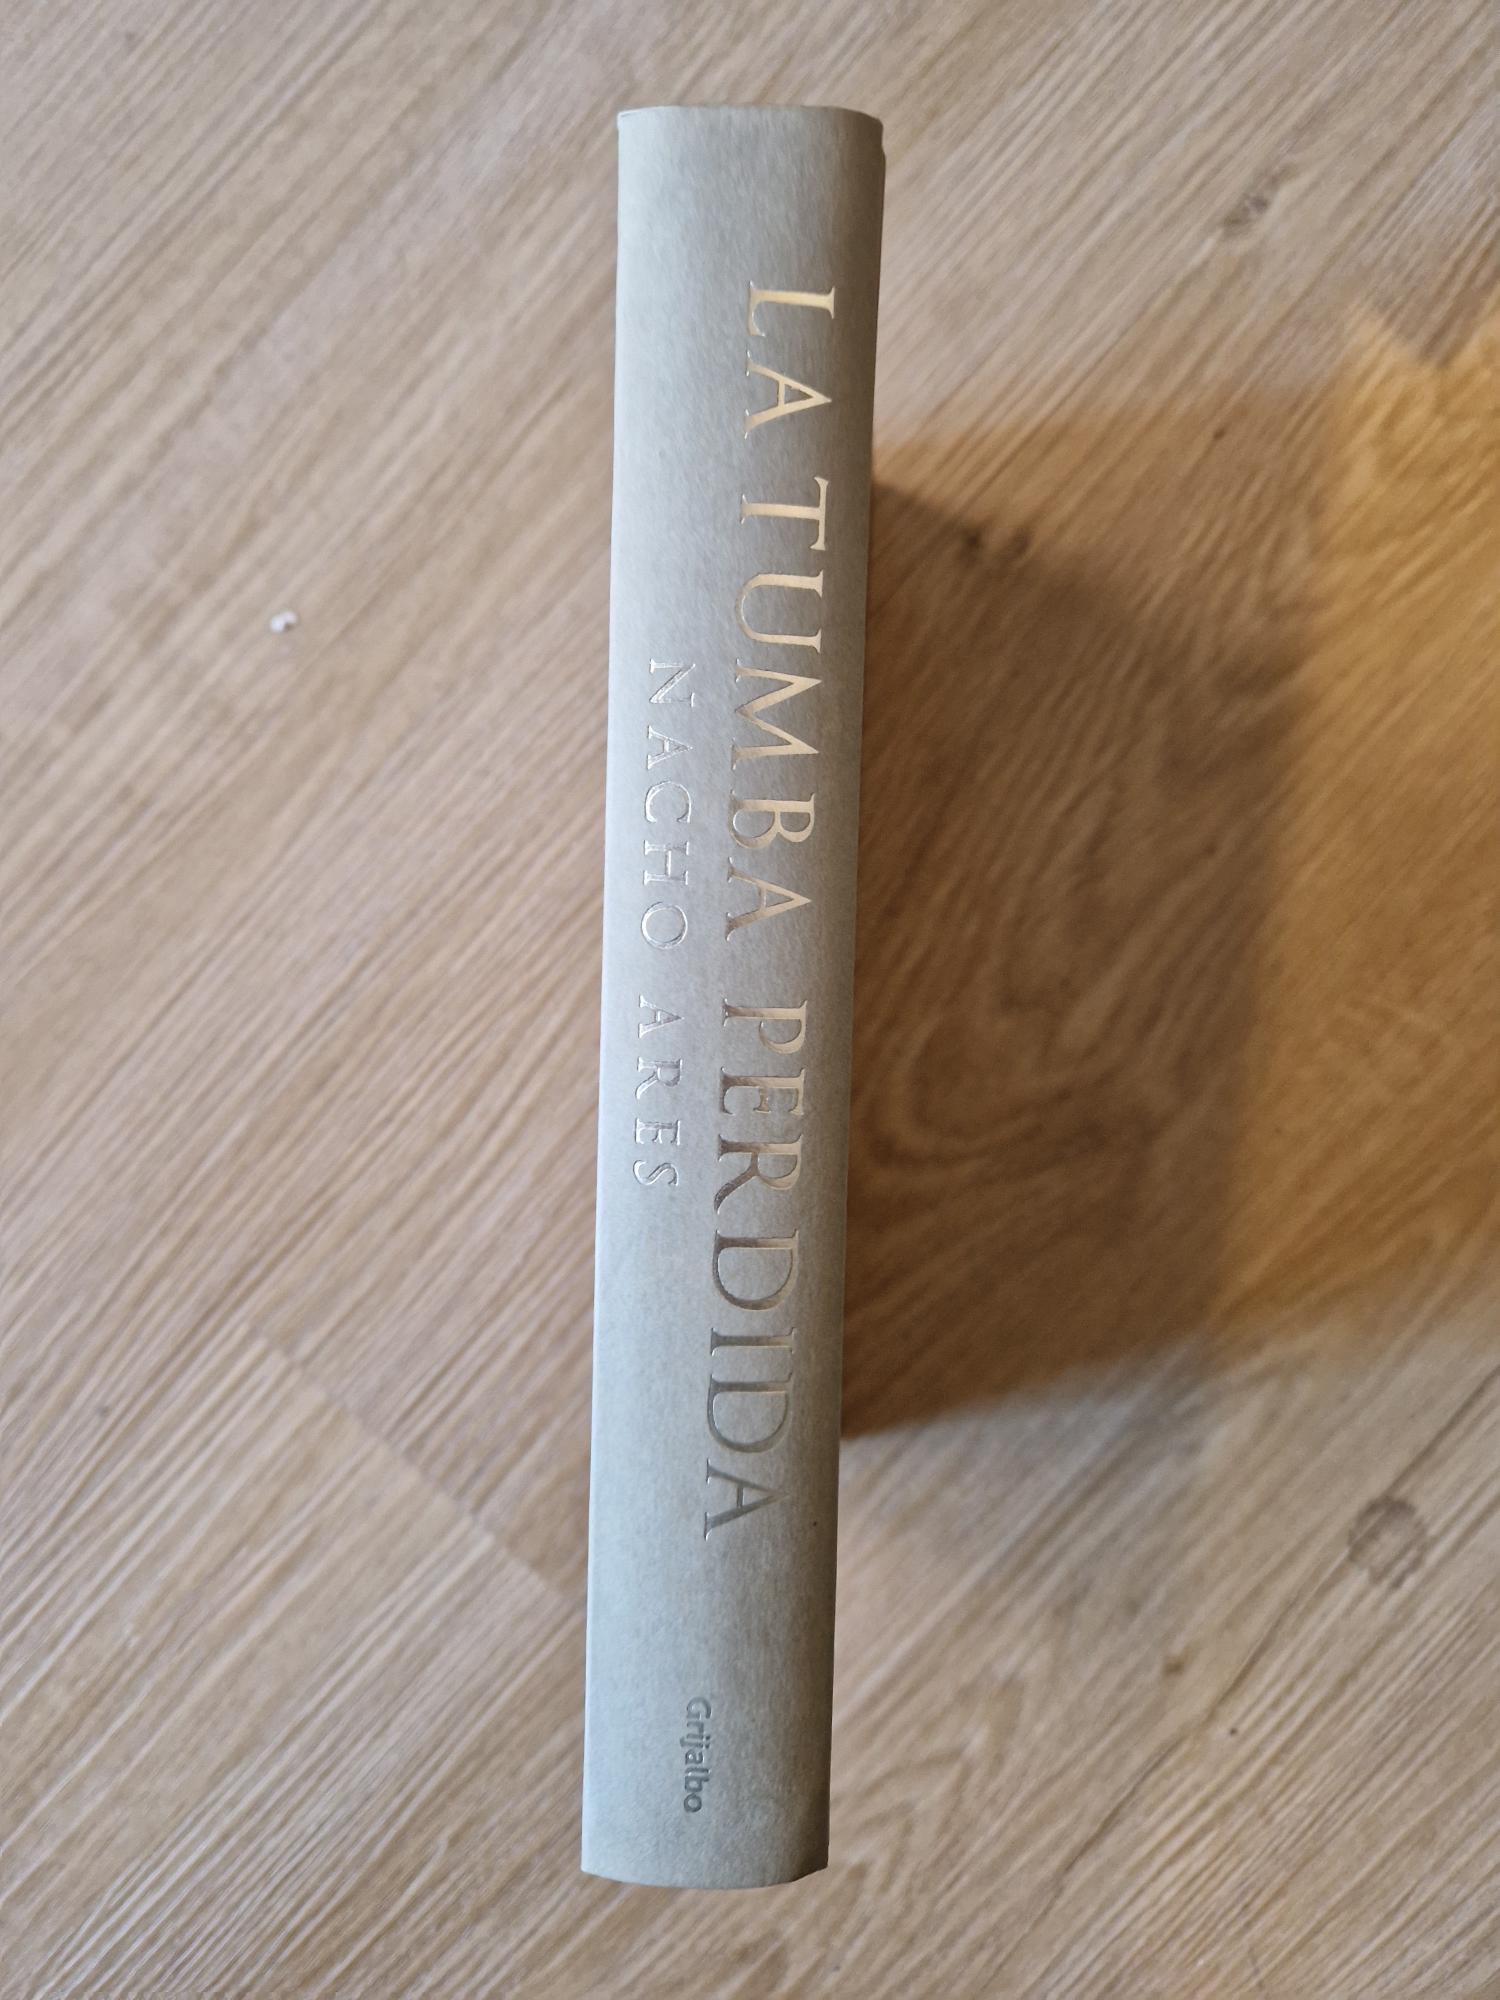 LA TUMBA PERDIDA
NACHO ARES
Grijalbo